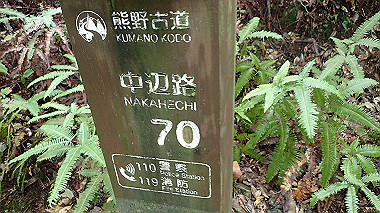 熊野古道
KUMANO KODO
中辺路
NAKAHECHI
70
110 警察
Police Station
119 消防
Fire Station